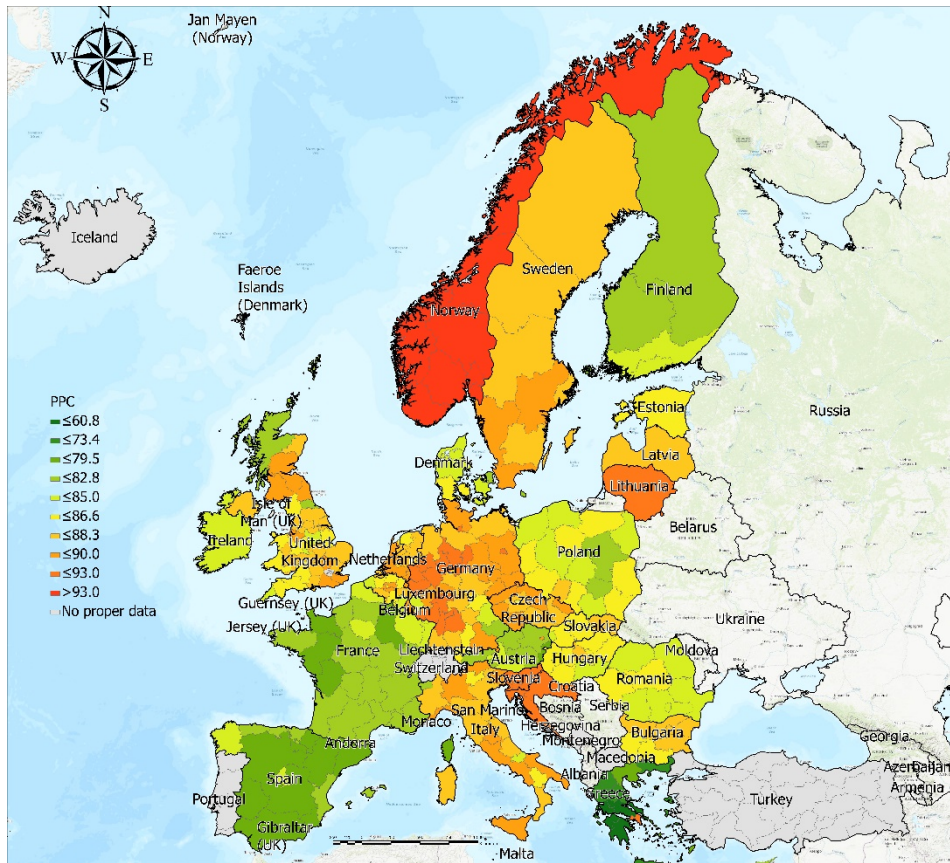 Jan Mayen
(Norway)
N
W E
S
Iceland
Faeroe
Islands
(Denmark)
Norway
Sweden
Finland
Russia
PPC
≤60.8
≤73.4
≤79.5
≤82.8
≤85.0
≤86.6
≤88.3
≤90.0
≤93.0
>93.0
No proper data
Estonia
Latvia
Lithuania
Denmark
Isle of
Man (UK)
Ireland
United
Kingdom
Netherlands
Germany
Poland
Belarus
Guernsey (UK)
Luxembourg
Belgium
Jersey (UK)
Czech
Republic
Slovakia
Ukraine
France
Liechtenstein
Switzerland
Austria
Hungary
Moldova
Slovenia
Croatia
Romania
Serbia
Monaco
San Marino
Italy
Bosnia
Herzegovina
Montenegro
Bulgaria
Andorra
Macedonia
Albania
Georgia
Azerbaijan
Armenia
Portugal
Spain
Greece
Turkey
Gibraltar
(UK)
Malta